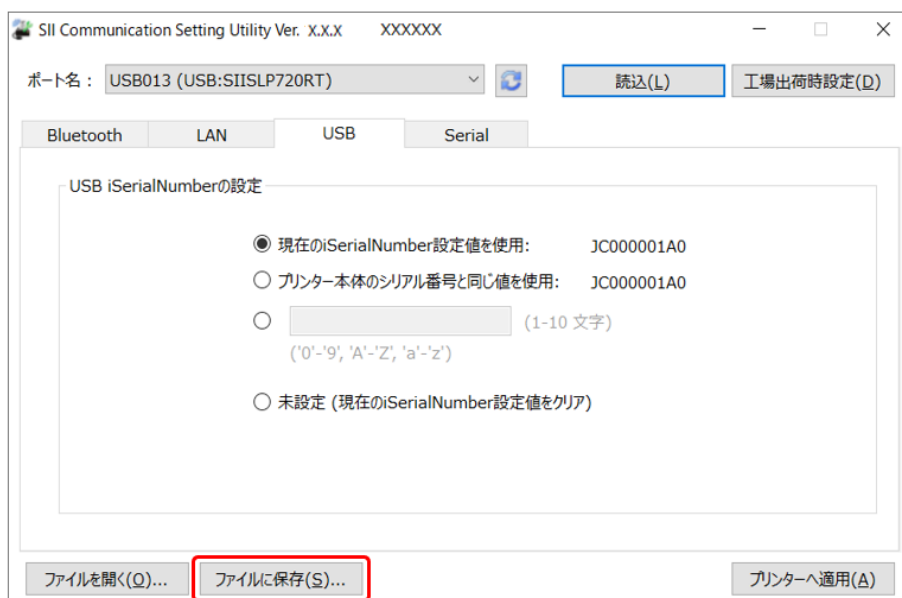 SII Communication Setting Utility Ver. X.X.X XXXXXX
ポート名： USB013 (USB:SIISLP720RT) 読込(L) 工場出荷時設定(D)
Bluetooth LAN USB Serial
USB iSerialNumberの設定
現在のiSerialNumber設定値を使用: JC000001A0
プリンター本体のシリアル番号と同じ値を使用: JC000001A0
(1-10 文字)
('0'-'9', 'A'-'Z', 'a'-'z')
未設定 (現在のiSerialNumber設定値をクリア)
ファイルを開く(O)... ファイルに保存(S)... プリンターへ適用(A)